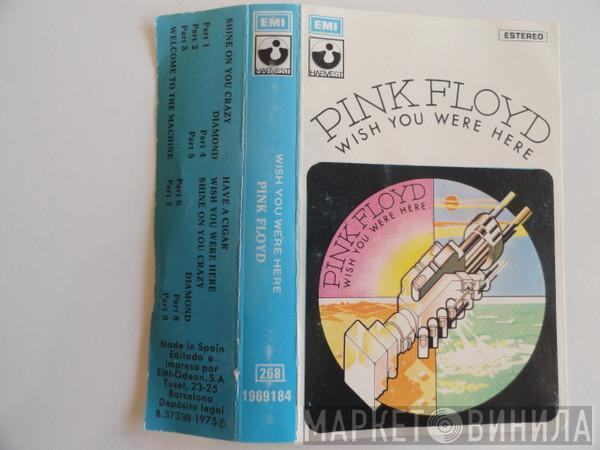 SHINE ON YOU CRAZY
DIAMOND
Part 1
Part 2
Part 3
Part 4
Part 5
WELCOME TO THE MACHINE
HAVE A CIGAR
WISH YOU WERE HERE
SHINE ON YOU CRAZY
DIAMOND
Part 6
Part 7
Part 8
Part 9
Made in Spain
Editado e
impreso por
EMI-Odeon, S.A.
Tuset, 23-25
Barcelona
Depósito legal
B.37338-1975
EMI
HARVEST
WISH YOU WERE HERE
PINK FLOYD
268
1969184
EMI
HARVEST
ESTEREO
PINK FLOYD
WISH YOU WERE HERE
PINK FLOYD
WISH YOU WERE HERE
МАРКЕТ ВИНИЛА